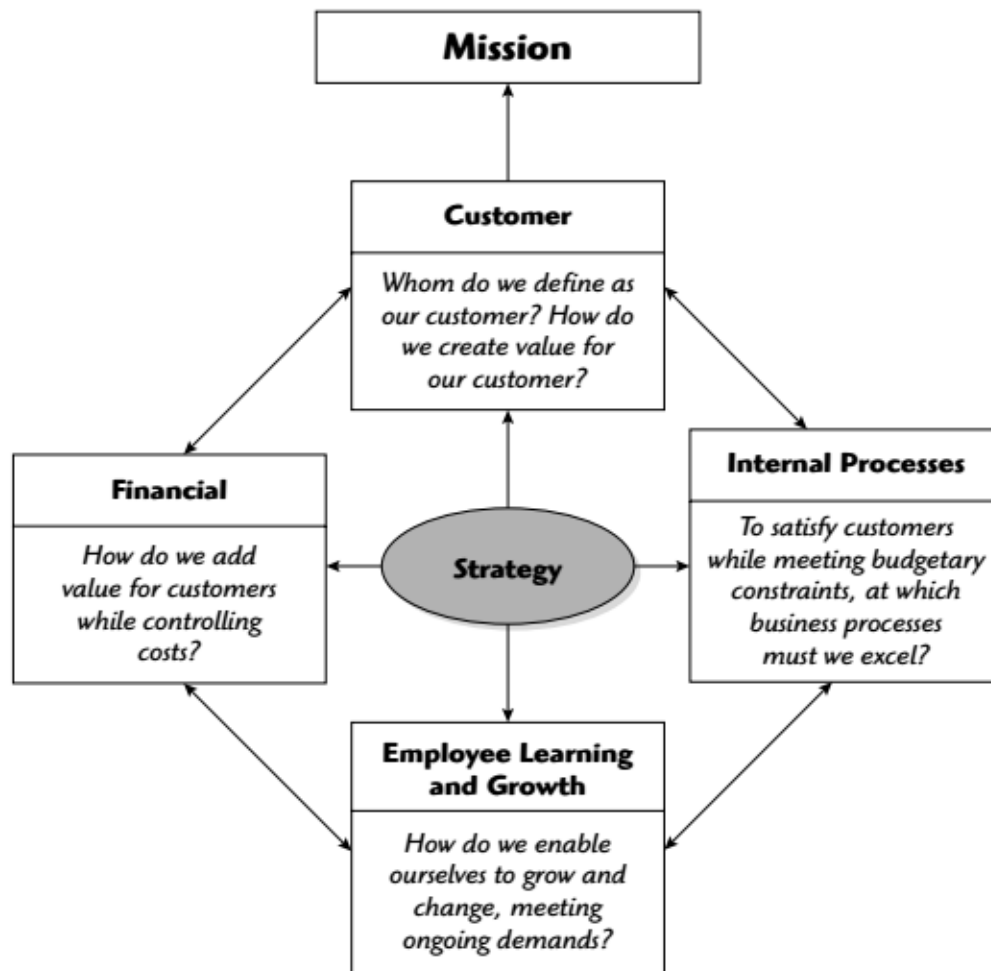 Mission
Customer
Whom do we define as
our customer? How do
we create value for
our customer?
Financial
How do we add
value for customers
while controlling
costs?
Strategy
Internal Processes
To satisfy customers
while meeting budgetary
constraints, at which
business processes
must we excel?
Employee Learning
and Growth
How do we enable
ourselves to grow and
change, meeting
ongoing demands?